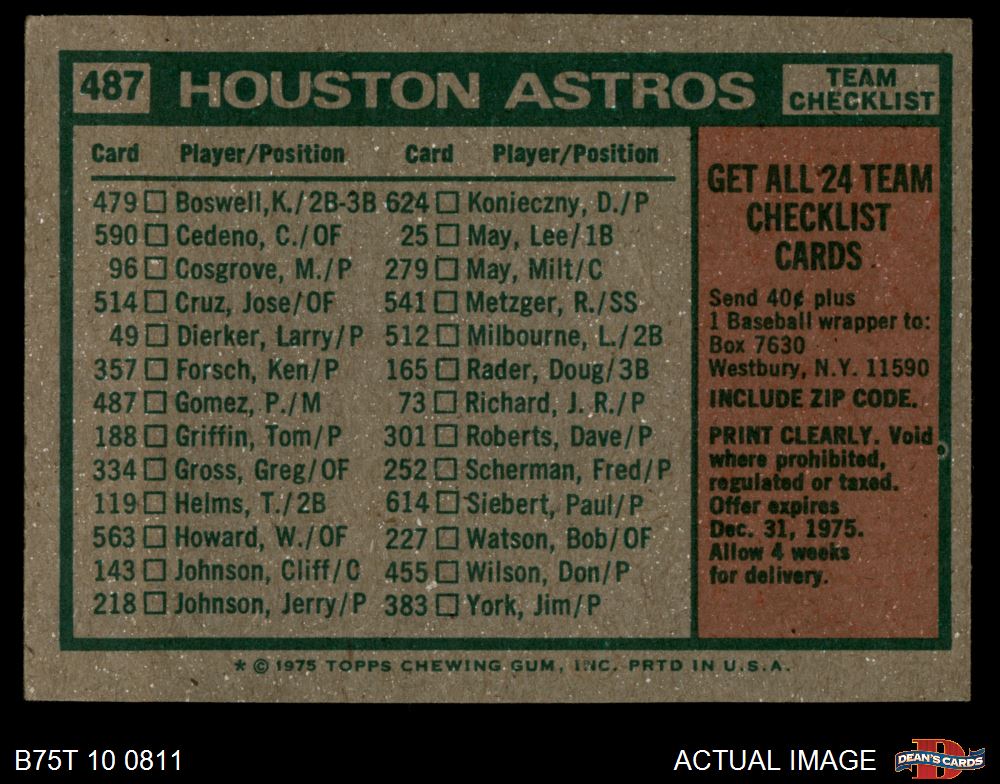 487 HOUSTON ASTROS TEAM CHECKLIST
Card Player/Position Card Player/Position
479 Boswell,K./2B-3B 624 Konieczny, D./P
590 Cedeno, C./OF 25 May, Lee/1B
96 Cosgrove, M./P 279 May, Milt/C
514 Cruz, Jose/OF 541 Metzger, R./SS
49 Dierker, Larry/P 512 Milbourne, L./2B
357 Forsch, Ken/P 165 Rader, Doug/3B
487 Gomez, P./M 73 Richard, J. R./P
188 Griffin, Tom/P 301 Roberts, Dave/P
334 Gross, Greg/OF 252 Scherman, Fred/P
119 Helms, T./2B 614 Siebert, Paul/P
563 Howard, W./OF 227 Watson, Bob/OF
143 Johnson, Cliff/C 455 Wilson, Don/P
218 Johnson, Jerry/P 383 York, Jim/P
GET ALL 24 TEAM
CHECKLIST
CARDS
Send 40¢ plus
1 Baseball wrapper to:
Box 7630
Westbury, N.Y. 11590
INCLUDE ZIP CODE.
PRINT CLEARLY. Void
where prohibited,
regulated or taxed.
Offer expires
Dec. 31, 1975.
Allow 4 weeks
for delivery.
* © 1975 TOPPS CHEWING GUM, INC. PRTD IN U.S.A.
B75T 10 0811
ACTUAL IMAGE
DEAN'S CARDS